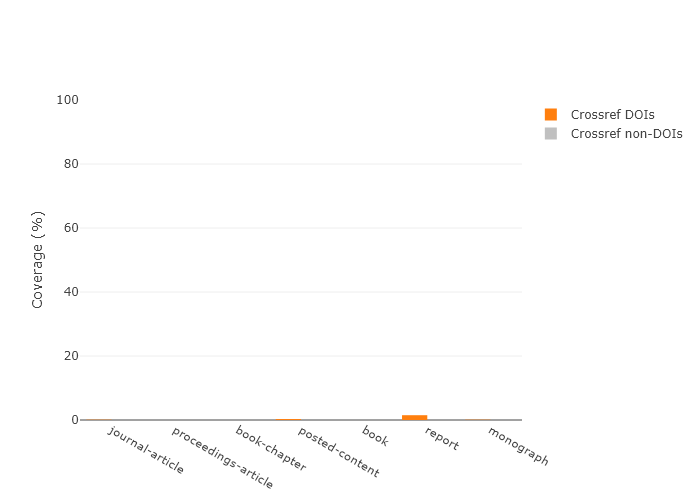 100
80
60
40
20
0
Coverage (%)
journal-article
proceedings-article
book-chapter
posted-content
book
report
monograph
Crossref DOIs
Crossref non-DOIs